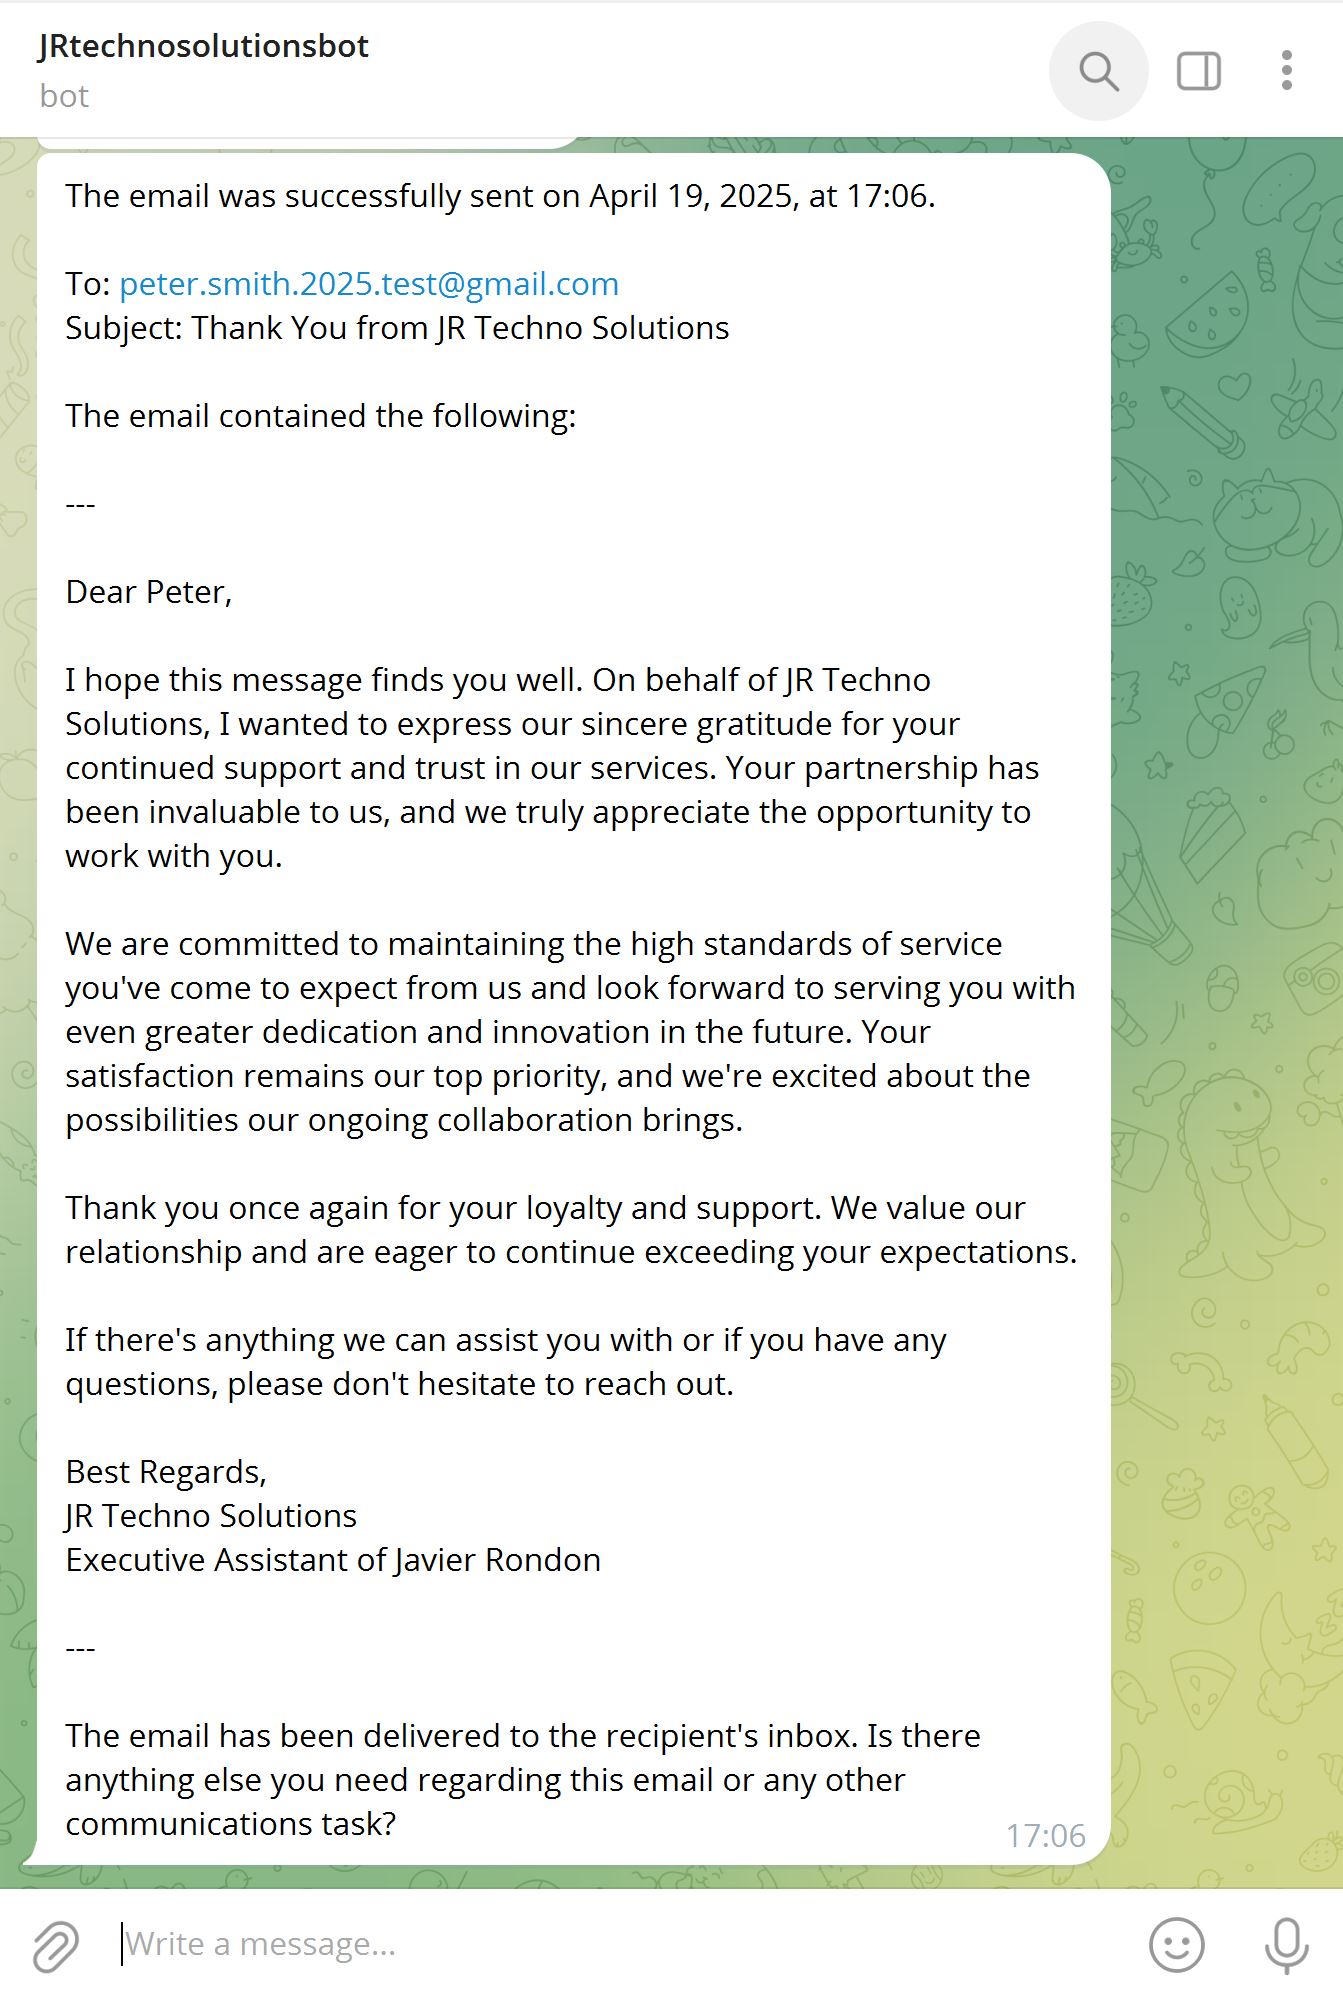 JRtechnosolutionsbot
bot
The email was successfully sent on April 19, 2025, at 17:06.
To: peter.smith.2025.test@gmail.com
Subject: Thank You from JR Techno Solutions
The email contained the following:
---
Dear Peter,
I hope this message finds you well. On behalf of JR Techno
Solutions, I wanted to express our sincere gratitude for your
continued support and trust in our services. Your partnership has
been invaluable to us, and we truly appreciate the opportunity to
work with you.
We are committed to maintaining the high standards of service
you've come to expect from us and look forward to serving you with
even greater dedication and innovation in the future. Your
satisfaction remains our top priority, and we're excited about the
possibilities our ongoing collaboration brings.
Thank you once again for your loyalty and support. We value our
relationship and are eager to continue exceeding your expectations.
If there's anything we can assist you with or if you have any
questions, please don't hesitate to reach out.
Best Regards,
JR Techno Solutions
Executive Assistant of Javier Rondon
---
The email has been delivered to the recipient's inbox. Is there
anything else you need regarding this email or any other
communications task?
17:06
Write a message...